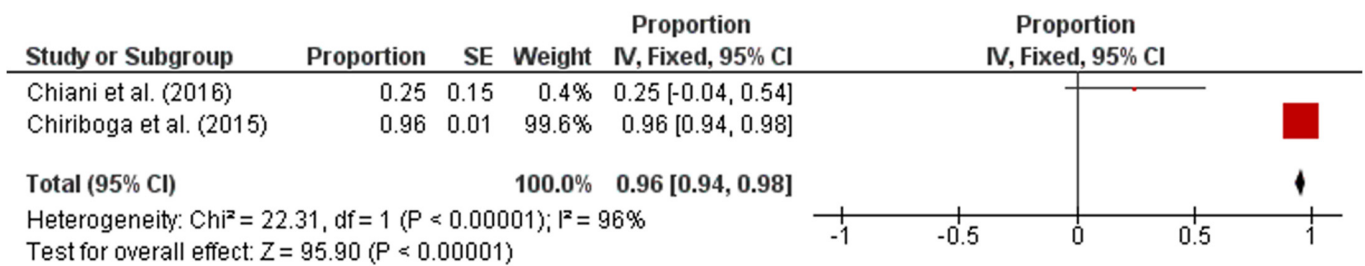 Proportion Proportion
Study or Subgroup Proportion SE Weight IV, Fixed, 95% CI IV, Fixed, 95% CI
Chiani et al. (2016) 0.25 0.15 0.4% 0.25 [-0.04, 0.54]
Chiriboga et al. (2015) 0.96 0.01 99.6% 0.96 [0.94, 0.98]
Total (95% CI) 100.0% 0.96 [0.94, 0.98]
Heterogeneity: Chi² = 22.31, df = 1 (P < 0.00001); I² = 96%
Test for overall effect: Z = 95.90 (P < 0.00001)
-1 -0.5 0 0.5 1